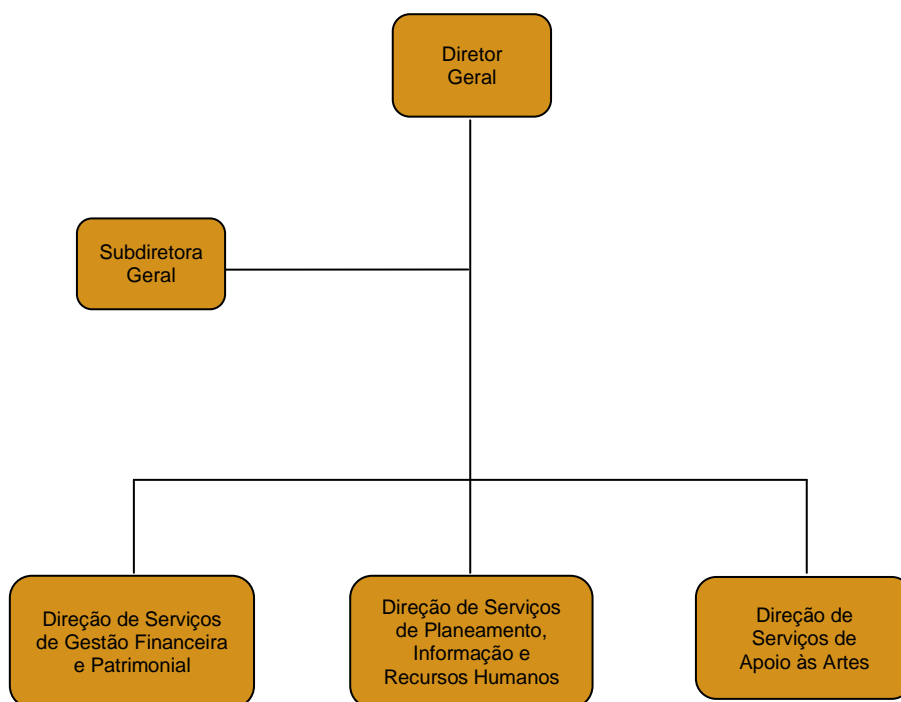 Diretor
Geral
Subdiretora
Geral
Direção de Serviços
de Gestão Financeira
e Patrimonial
Direção de Serviços
de Planeamento,
Informação e
Recursos Humanos
Direção de
Serviços de
Apoio às Artes